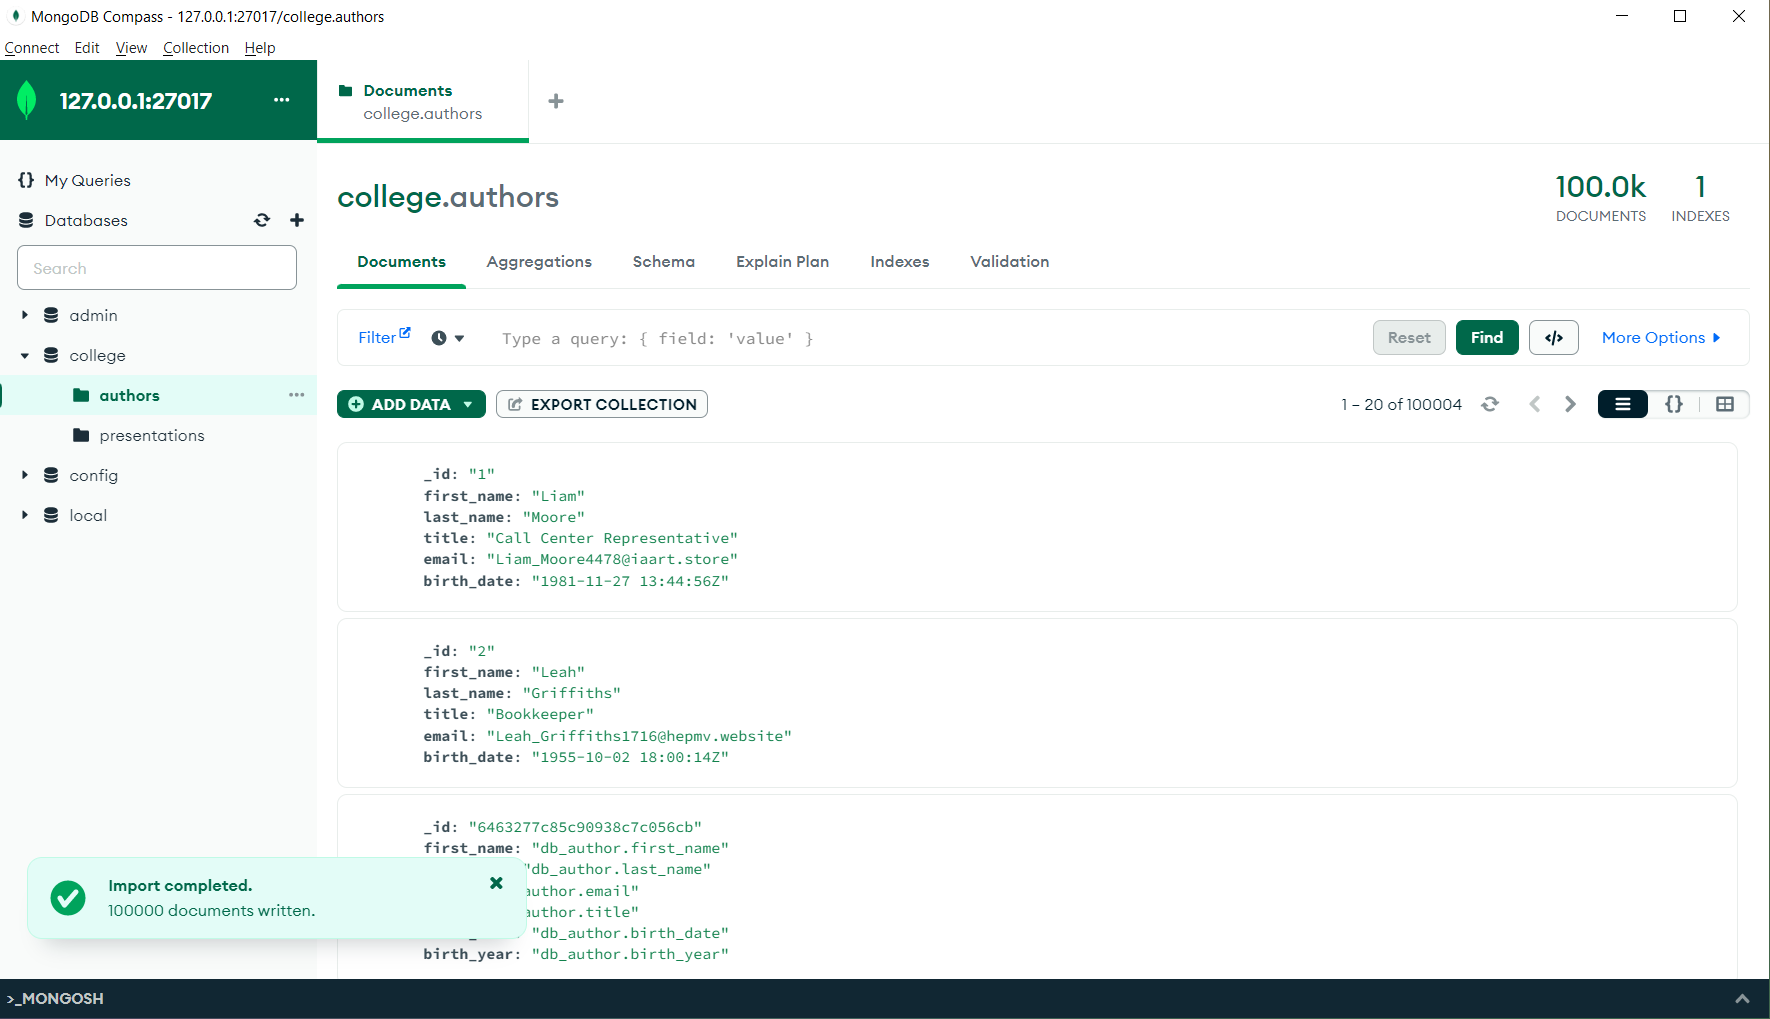 MongoDB Compass - 127.0.0.1:27017/college.authors
Connect Edit View Collection Help
127.0.0.1:27017
Documents
college.authors
My Queries
Databases
Search
admin
college
authors
presentations
config
local
college.authors
100.0k
DOCUMENTS
1
INDEXES
Documents Aggregations Schema Explain Plan Indexes Validation
Filter Type a query: { field: 'value' } Reset Find </> More Options
ADD DATA EXPORT COLLECTION 1 – 20 of 100004 {}
_id: "1"
first_name: "Liam"
last_name: "Moore"
title: "Call Center Representative"
email: "Liam_Moore4478@iaart.store"
birth_date: "1981-11-27 13:44:56Z"
_id: "2"
first_name: "Leah"
last_name: "Griffiths"
title: "Bookkeeper"
email: "Leah_Griffiths1716@hepmv.website"
birth_date: "1955-10-02 18:00:14Z"
_id: "6463277c85c90938c7c056cb"
first_name: "db_author.first_name"
"db_author.last_name"
author.email"
author.title"
: "db_author.birth_date"
birth_year: "db_author.birth_year"
Import completed.
100000 documents written.
>_MONGOSH